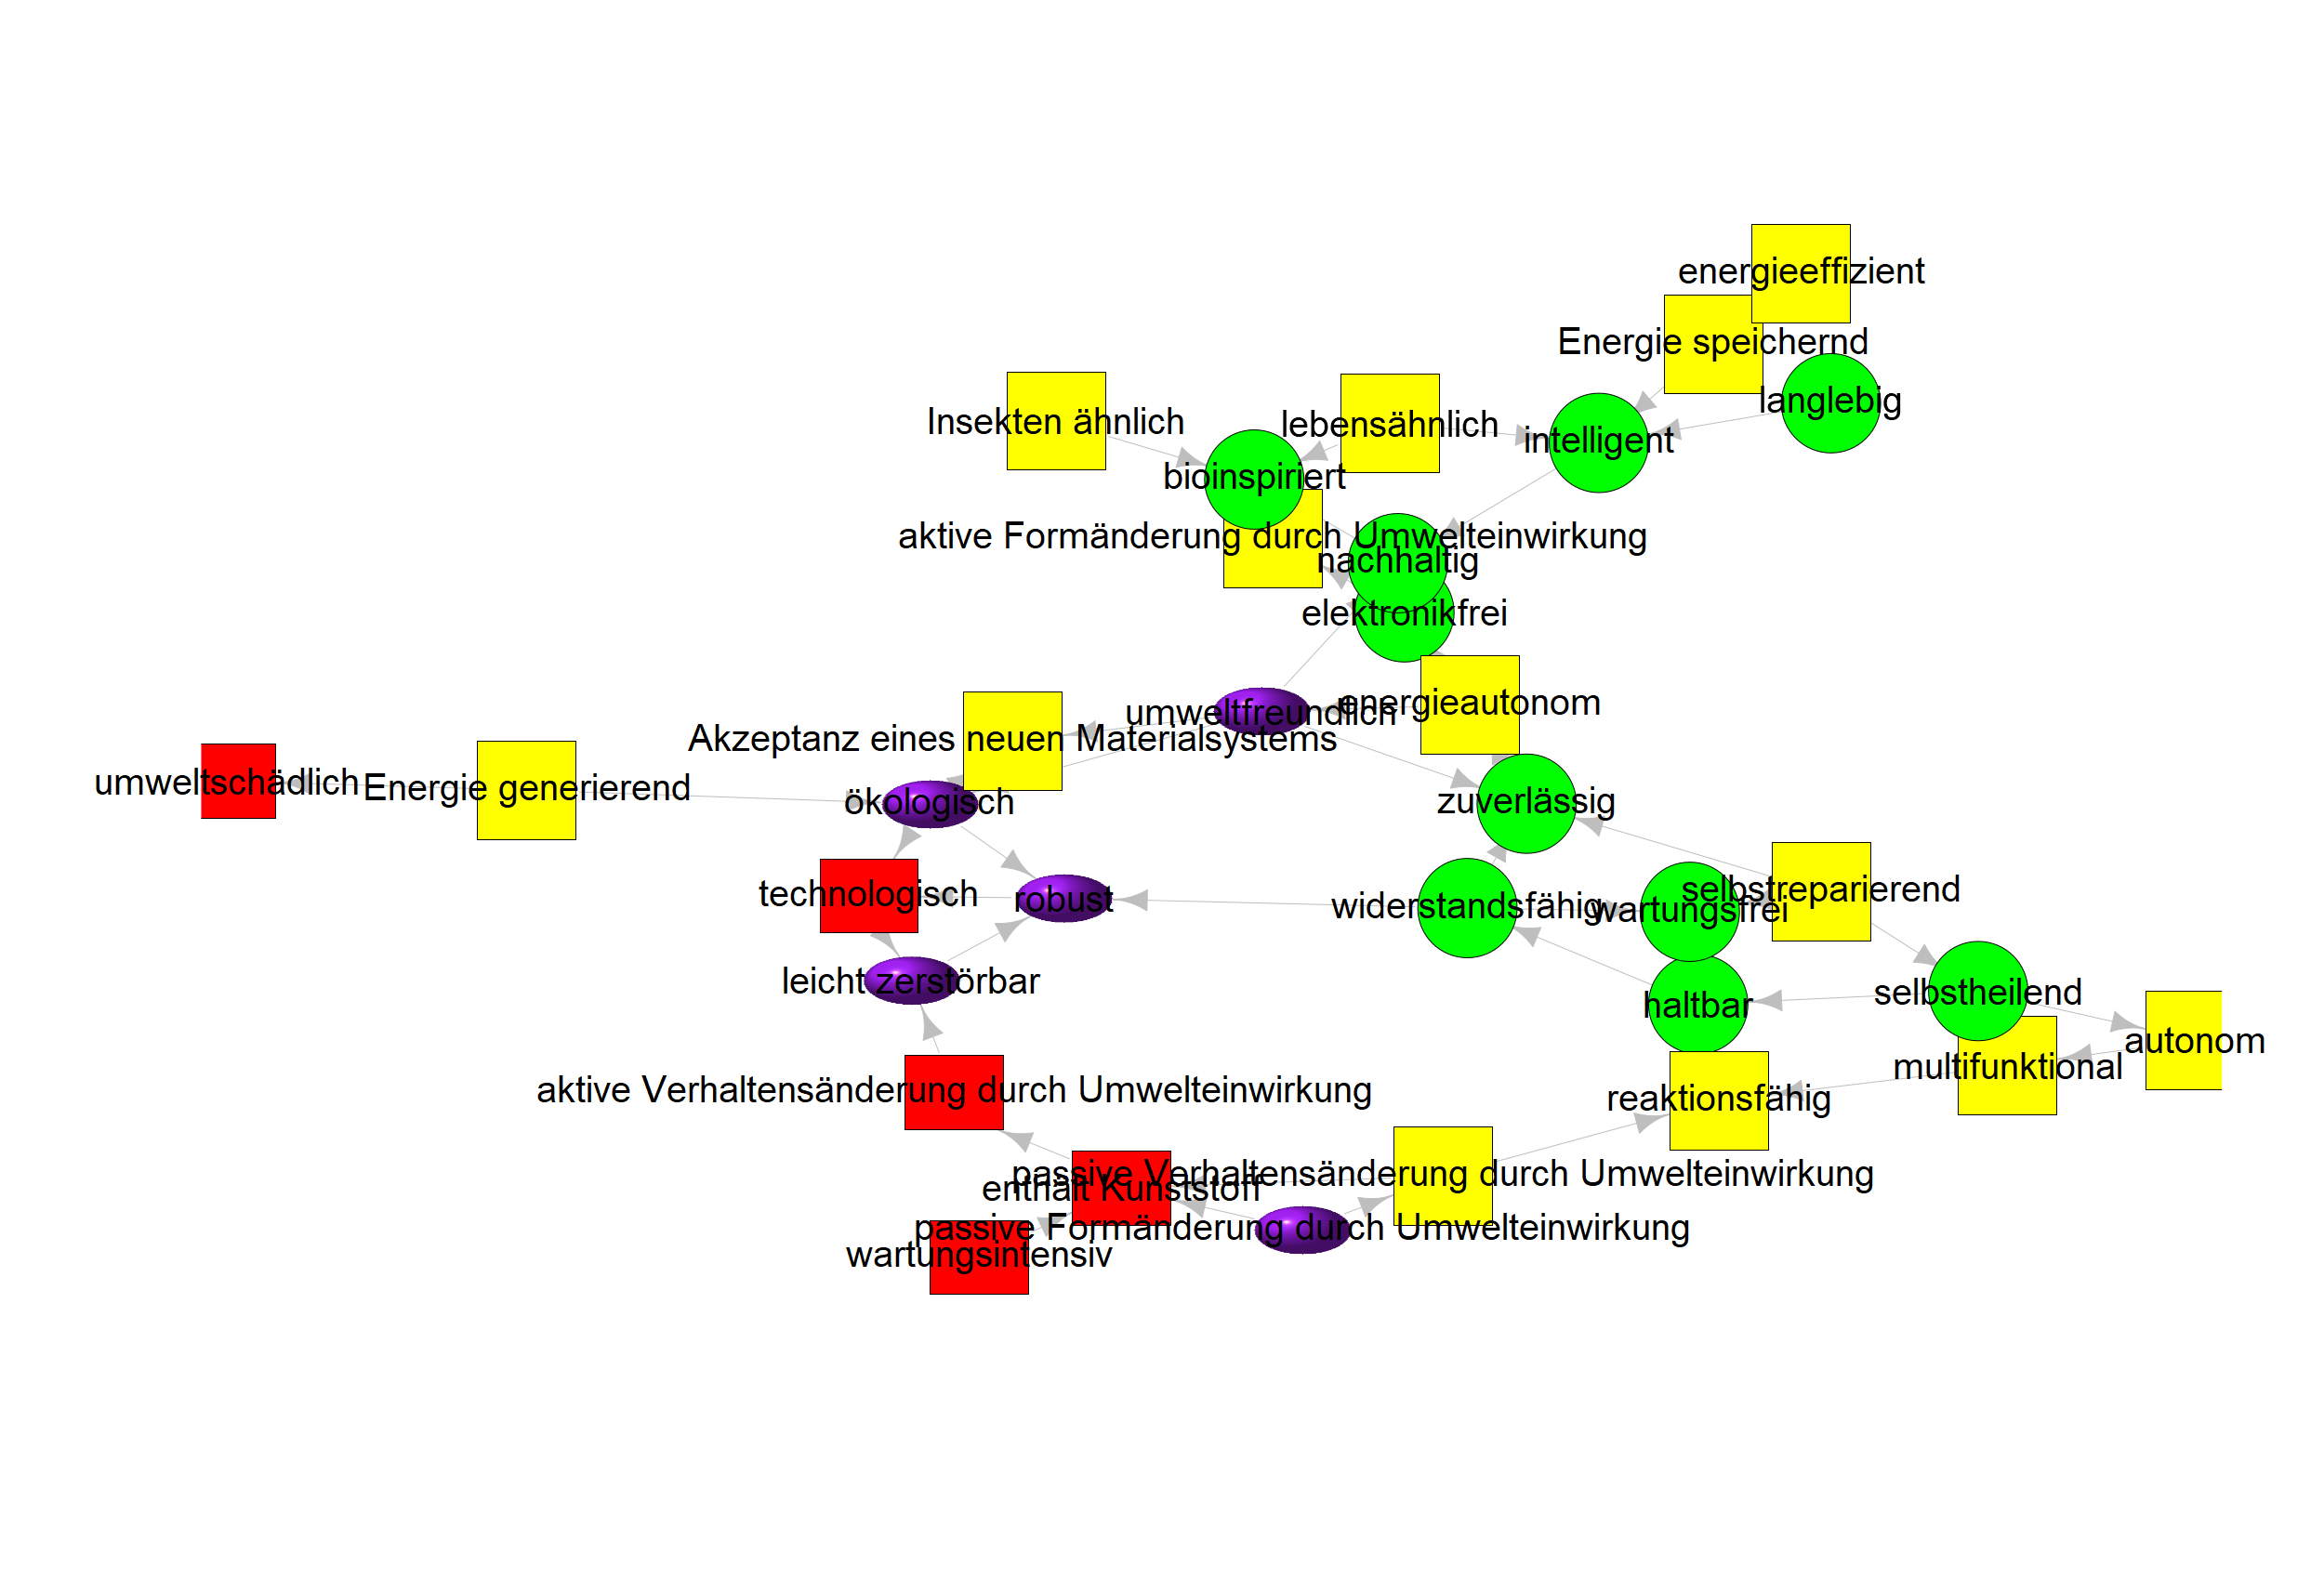 energieeffizient
Energie speichernd
langlebig
Insekten ähnlich
lebensähnlich
intelligent
bioinspiriert
aktive Formänderung durch Umwelteinwirkung
nachhaltig
elektronikfrei
energieautonom
umweltfreundlich
Akzeptanz eines neuen Materialsystems
umweltschädlich
Energie generierend
ökologisch
zuverlässig
technologisch
robust
widerstandsfähig
wartungsfrei
selbstreparierend
leicht zerstörbar
haltbar
selbstheilend
autonom
multifunktional
aktive Verhaltensänderung durch Umwelteinwirkung
reaktionsfähig
passive Verhaltensänderung durch Umwelteinwirkung
enthält Kunststoff
passive Formänderung durch Umwelteinwirkung
wartungsintensiv